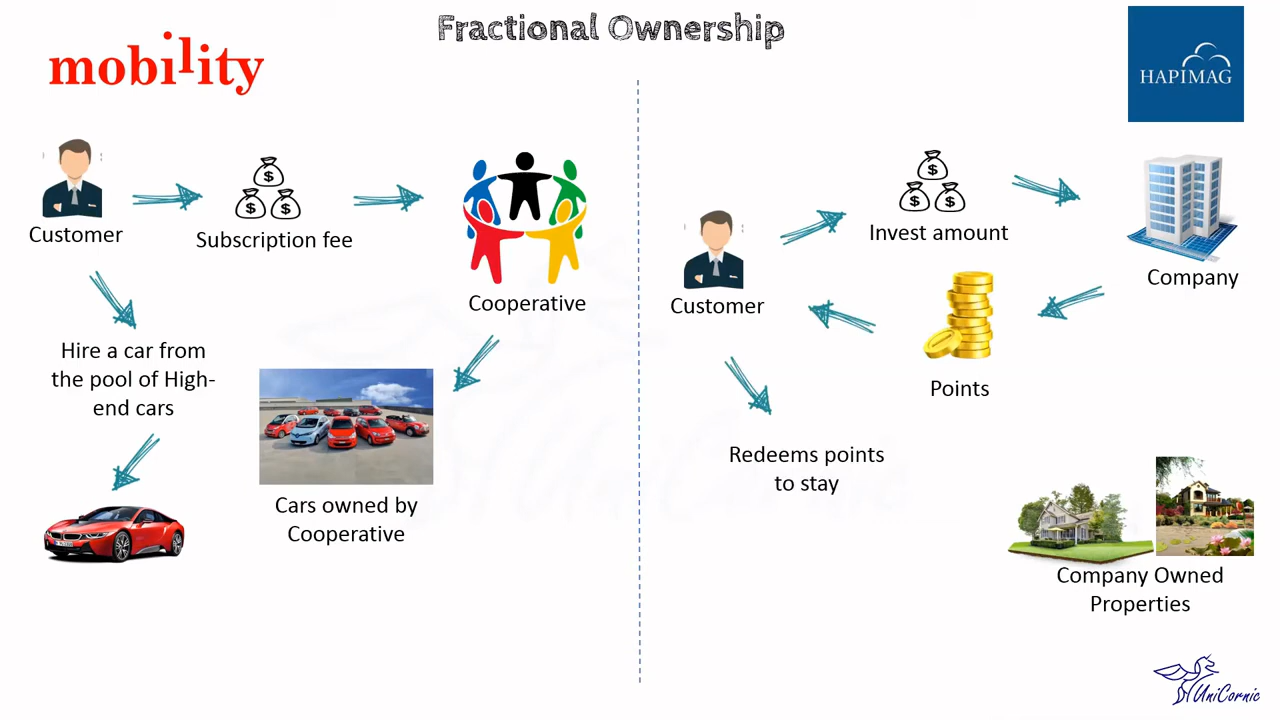 Fractional Ownership
mobility
HAPIMAG
Customer
Subscription fee
Cooperative
Hire a car from
the pool of High-
end cars
Cars owned by
Cooperative
Customer
Invest amount
Company
Points
Redeems points
to stay
Company Owned
Properties
UniCornic